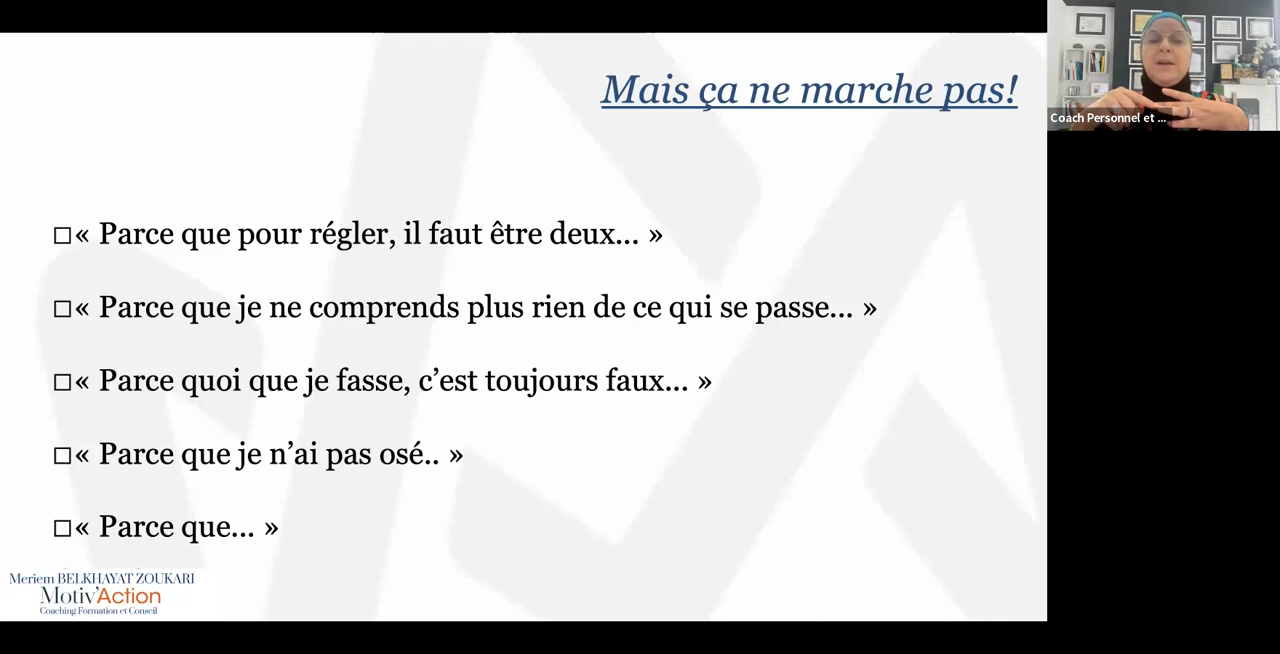 Mais ça ne marche pas!
« Parce que pour régler, il faut être deux... »
« Parce que je ne comprends plus rien de ce qui se passe... »
« Parce quoi que je fasse, c’est toujours faux... »
« Parce que je n’ai pas osé.. »
« Parce que... »
Meriem BELKHAYAT ZOUKARI
Motiv'Action
Coaching Formation et Conseil
Coach Personnel et ...